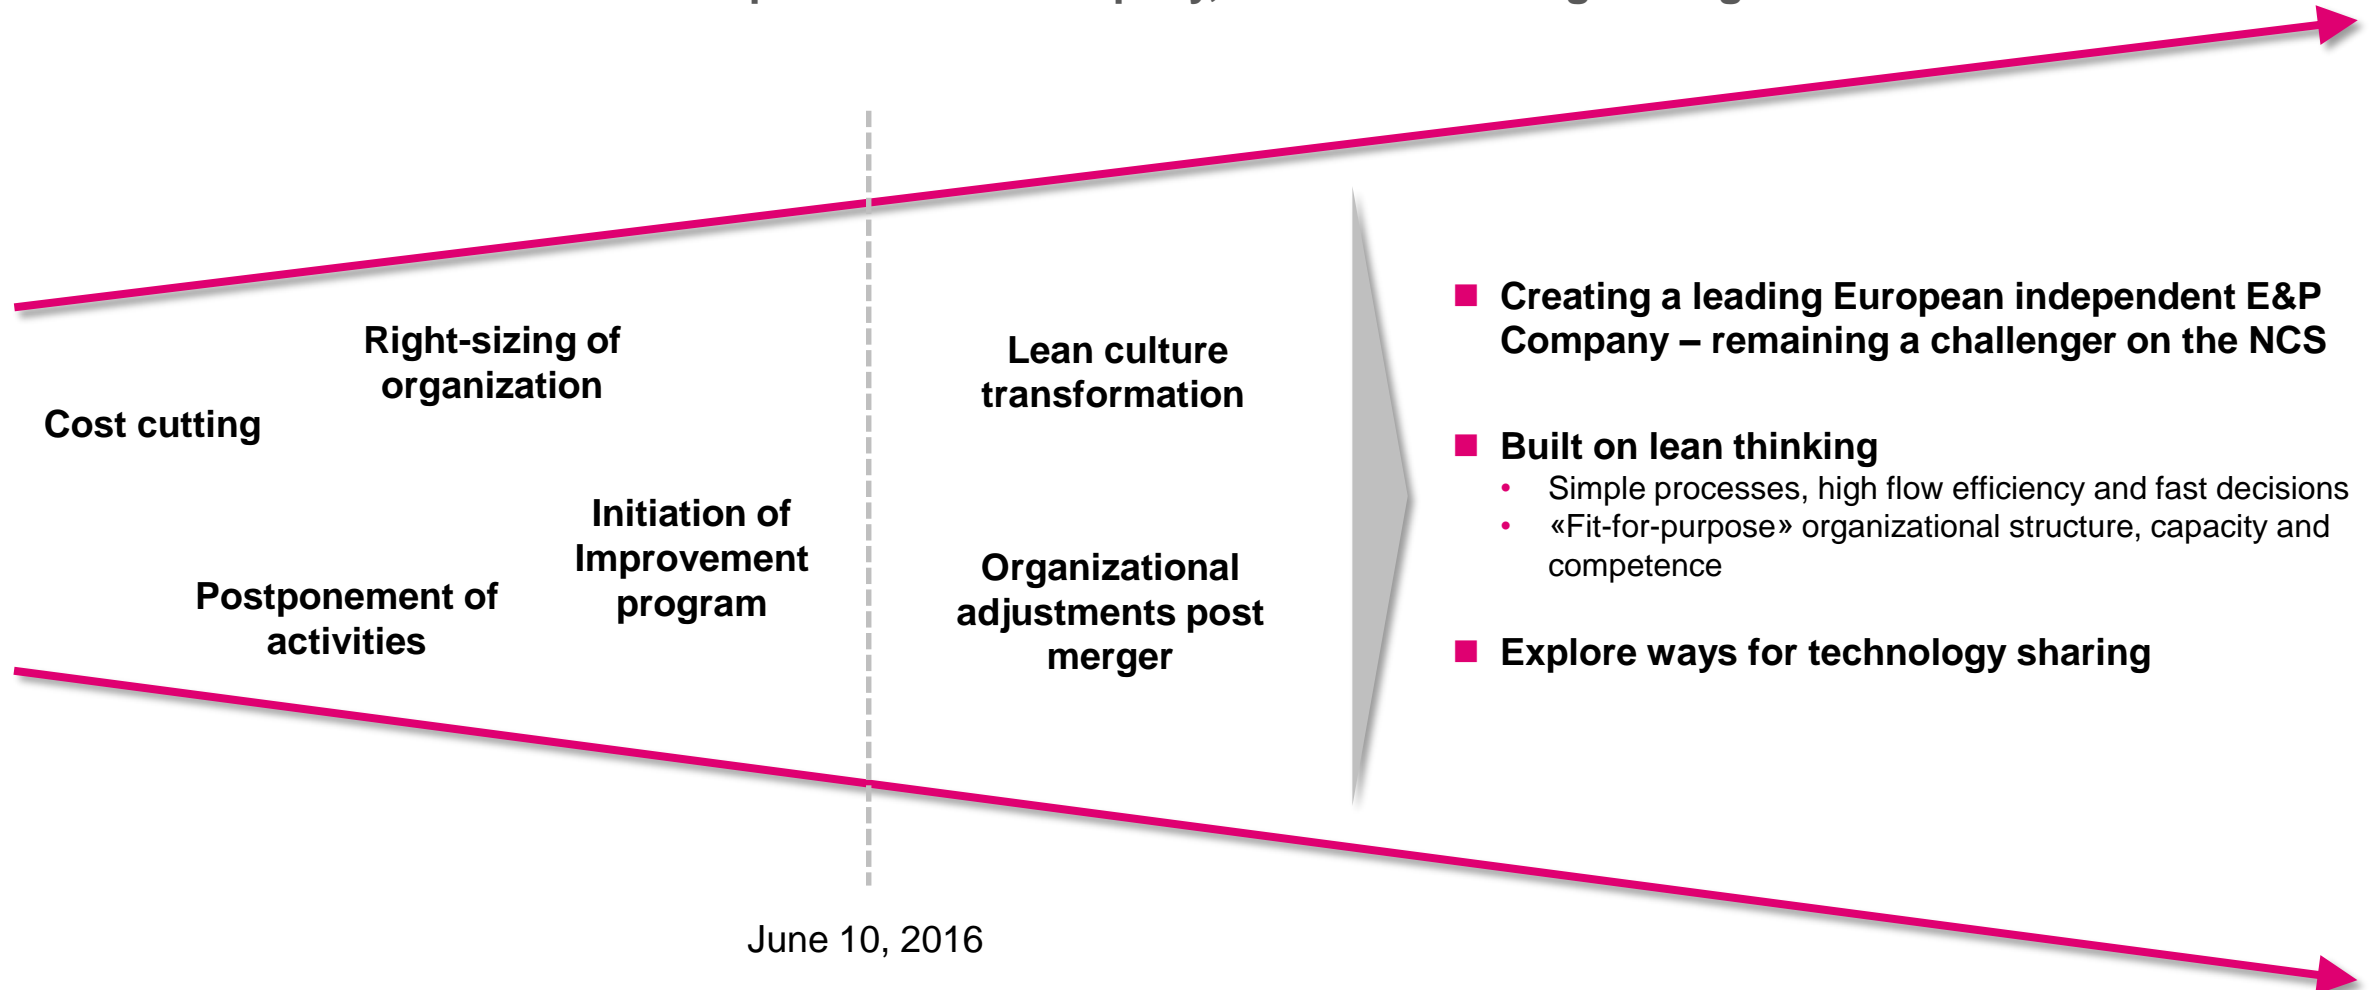 Right-sizing of
organization
Cost cutting
Postponement of
activities
Initiation of
Improvement
program
Lean culture
transformation
Organizational
adjustments post
merger
June 10, 2016
Creating a leading European independent E&P
Company – remaining a challenger on the NCS
Built on lean thinking
• Simple processes, high flow efficiency and fast decisions
• «Fit-for-purpose» organizational structure, capacity and
competence
Explore ways for technology sharing